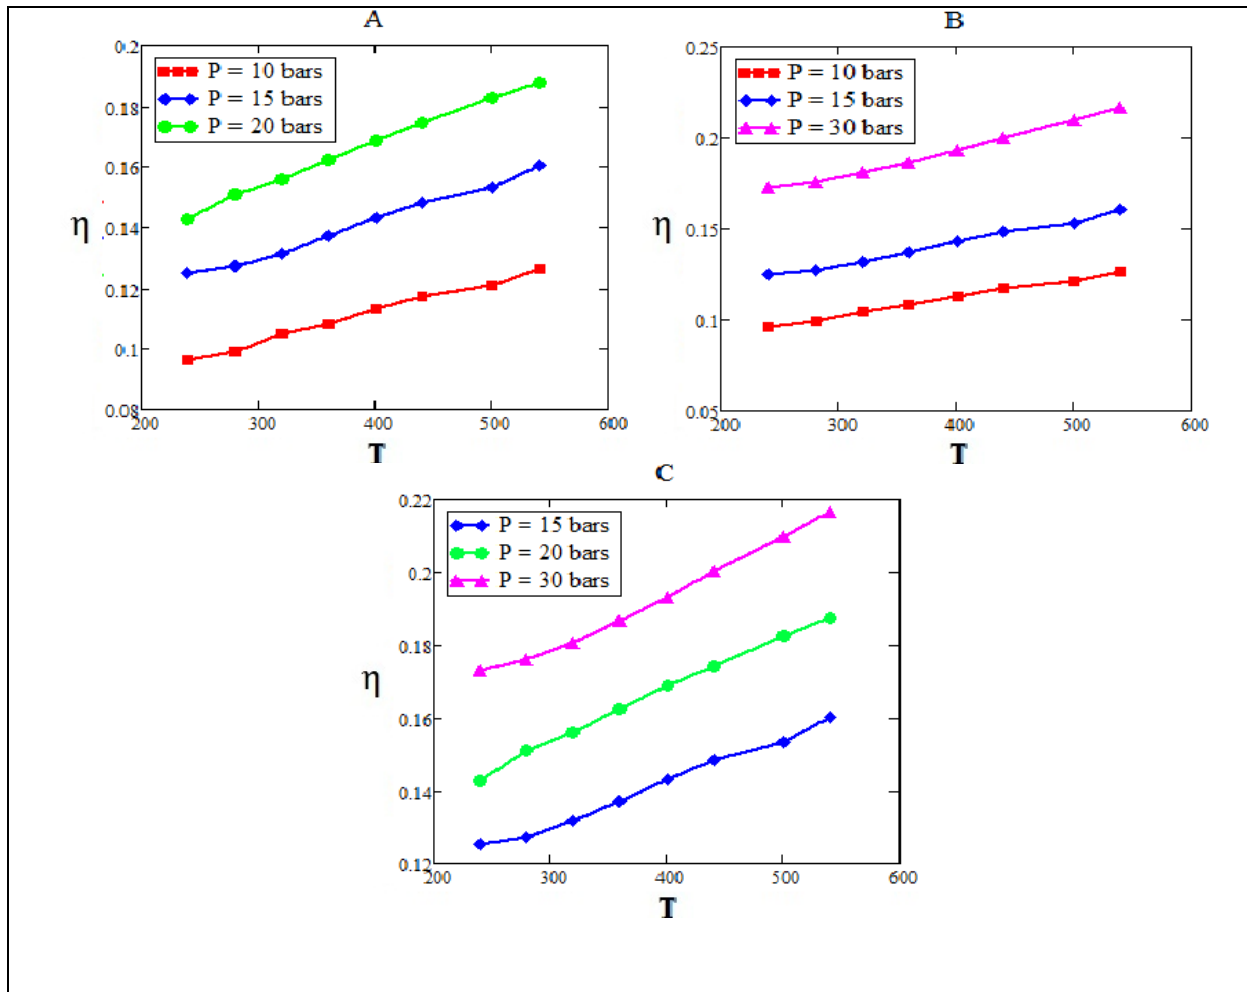 A
0.2
0.18
0.16
0.14
0.12
0.1
0.08
η
P = 10 bars
P = 15 bars
P = 20 bars
200 300 400 500 600
T
B
0.25
0.2
0.15
0.1
0.05
η
P = 10 bars
P = 15 bars
P = 30 bars
200 300 400 500 600
T
C
0.22
0.2
0.18
0.16
0.14
0.12
η
P = 15 bars
P = 20 bars
P = 30 bars
200 300 400 500 600
T